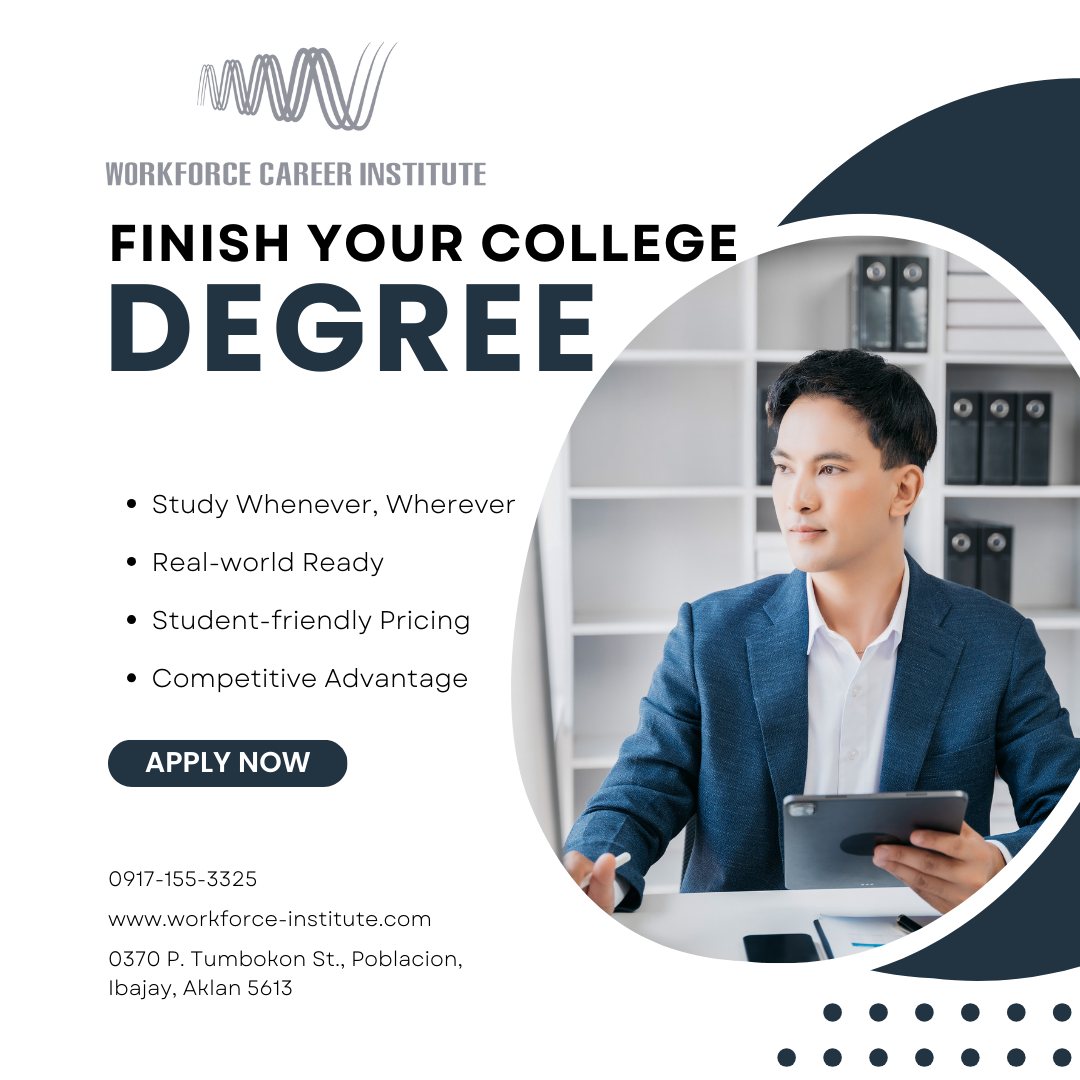 WORKFORCE CAREER INSTITUTE
FINISH YOUR COLLEGE
DEGREE
Study Whenever, Wherever
Real-world Ready
Student-friendly Pricing
Competitive Advantage
APPLY NOW
0917-155-3325
www.workforce-institute.com
0370 P. Tumbokon St., Poblacion,
Ibajay, Aklan 5613